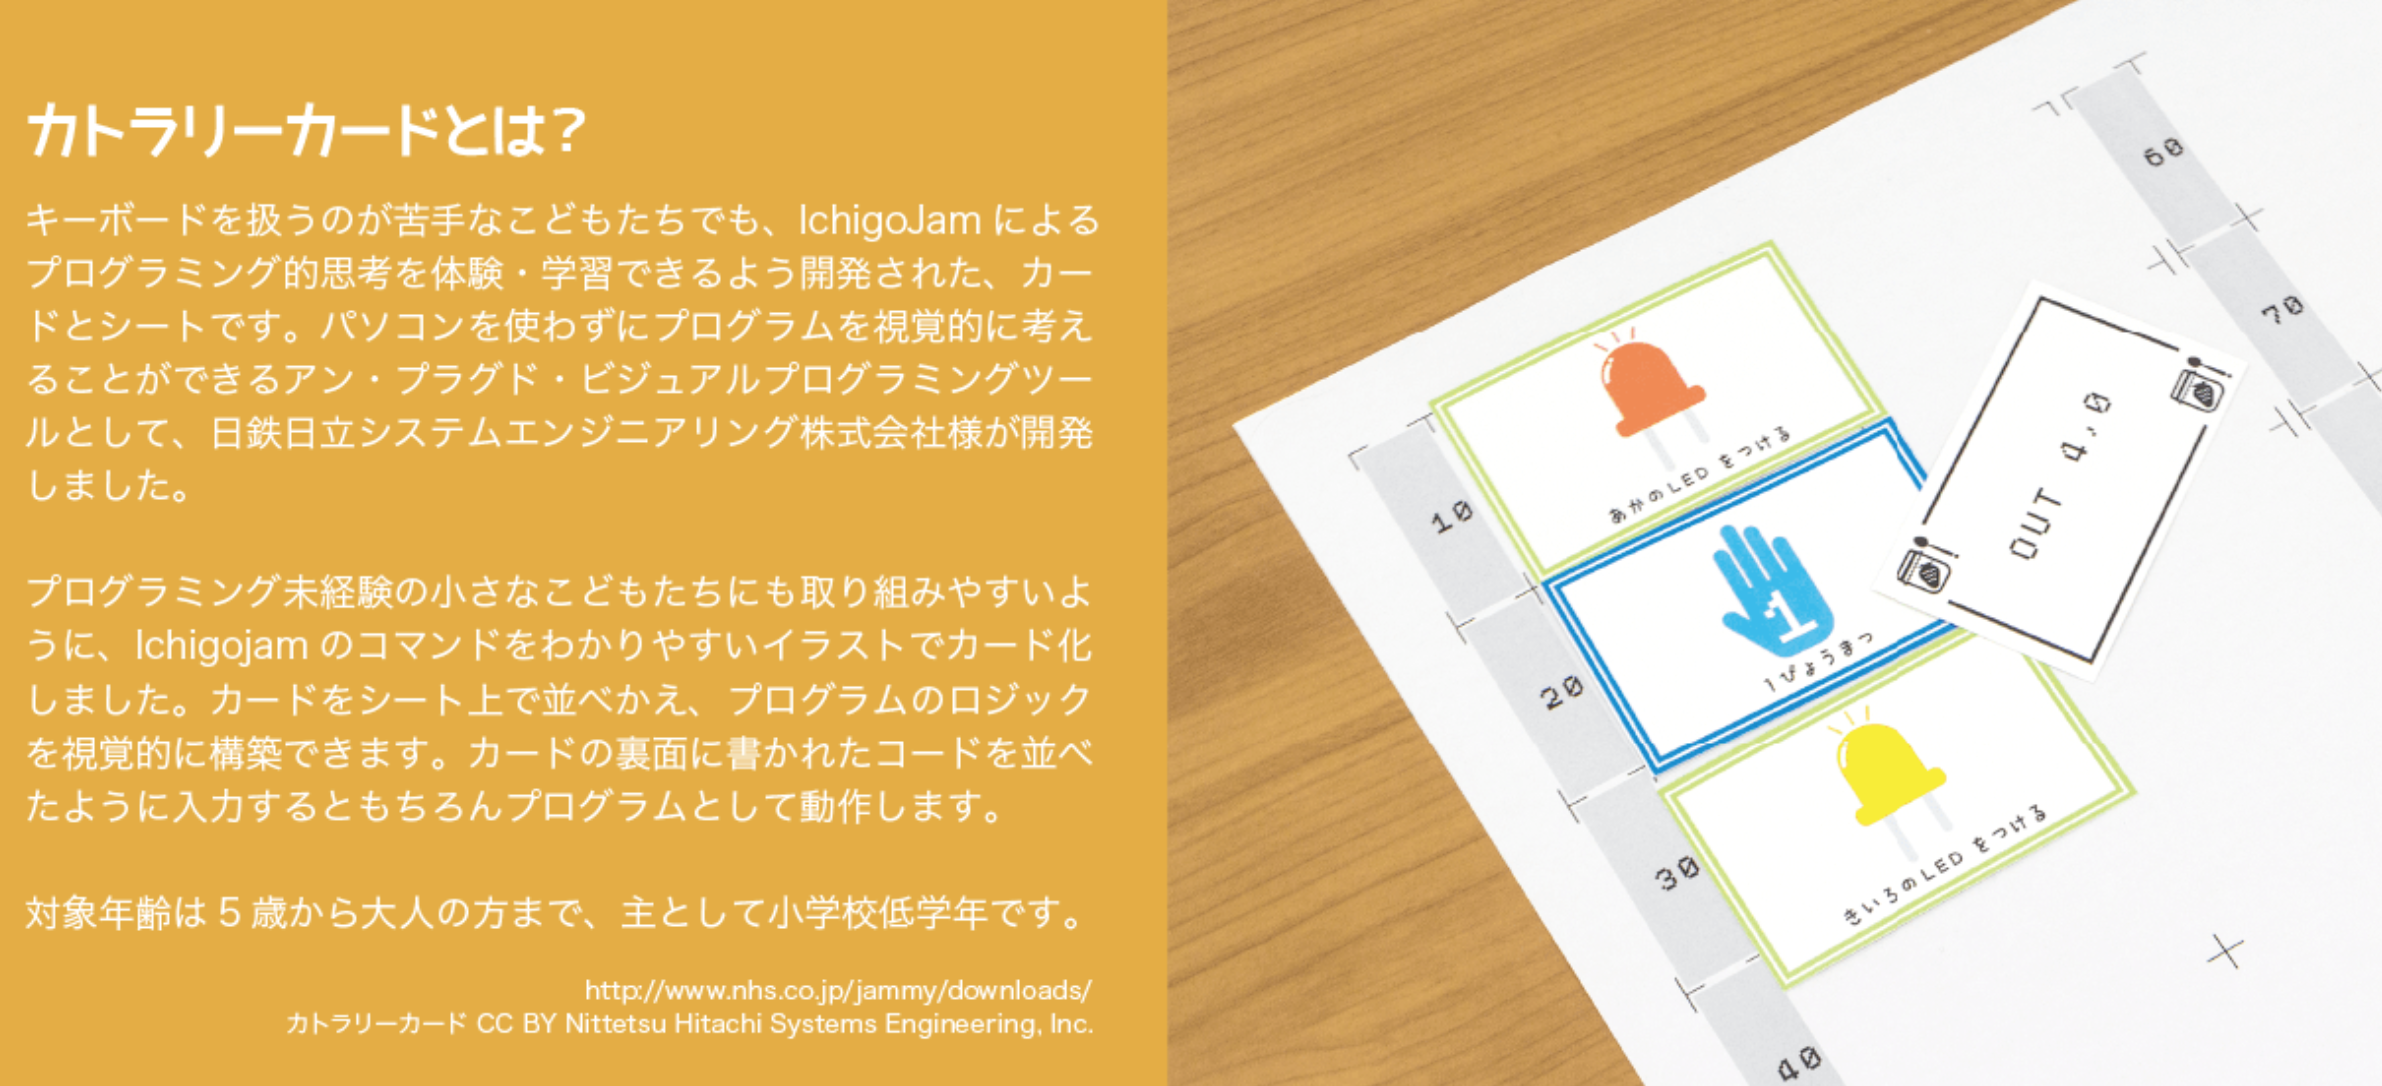 カトラリーカードとは？
キーボードを扱うのが苦手なこどもたちでも、IchigoJam による
プログラミング的思考を体験・学習できるよう開発された、カー
ドとシートです。パソコンを使わずにプログラムを視覚的に考え
ることができるアン・プラグド・ビジュアルプログラミングツー
ルとして、日鉄日立システムエンジニアリング株式会社様が開発
しました。
プログラミング未経験の小さなこどもたちにも取り組みやすいよ
うに、Ichigojam のコマンドをわかりやすいイラストでカード化
しました。カードをシート上で並べかえ、プログラムのロジック
を視覚的に構築できます。カードの裏面に書かれたコードを並べ
たように入力するともちろんプログラムとして動作します。
対象年齢は 5 歳から大人の方まで、主として小学校低学年です。
http://www.nhs.co.jp/jammy/downloads/
カトラリーカード CC BY Nittetsu Hitachi Systems Engineering, Inc.
10
あかのLED をつける
20
1
1びょうまつ
30
きいろのLED をつける
40
OUT 4,0
60
70